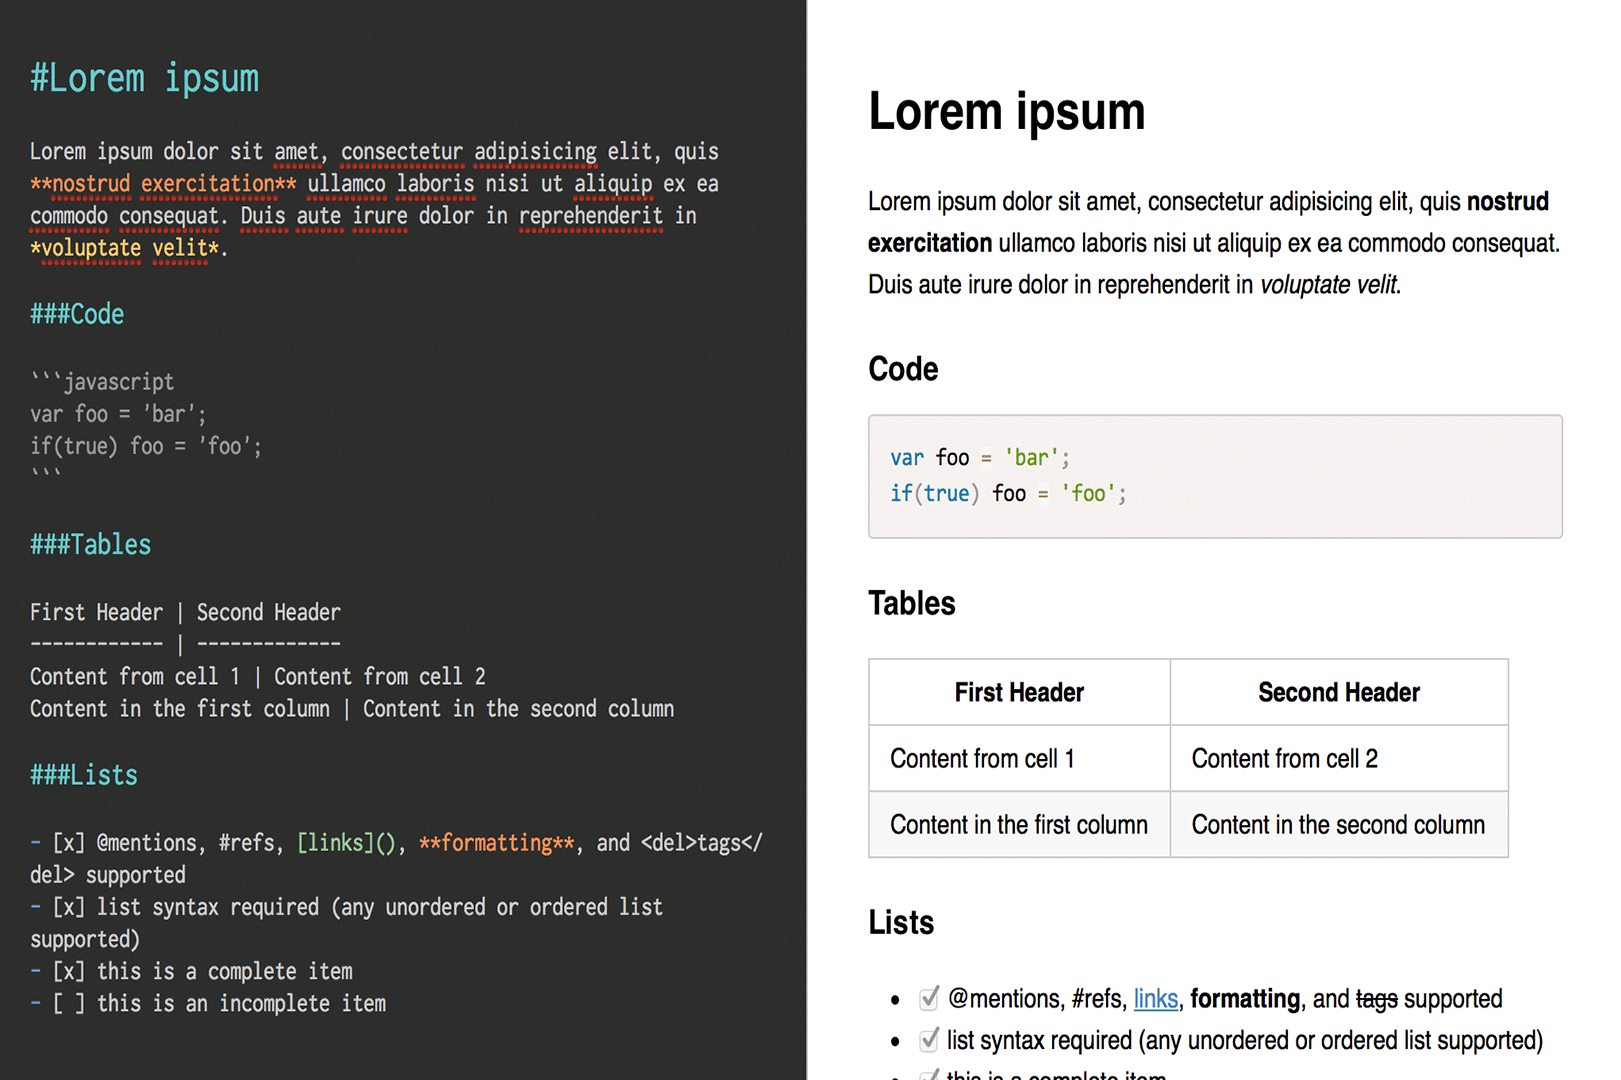 #Lorem ipsum
Lorem ipsum dolor sit amet, consectetur adipisicing elit, quis
**nostrud exercitation** ullamco laboris nisi ut aliquip ex ea
commodo consequat. Duis aute irure dolor in reprehenderit in
*voluptate velit*.
###Code
```javascript
var foo = 'bar';
if(true) foo = 'foo';
```
###Tables
First Header | Second Header
------------ | -------------
Content from cell 1 | Content from cell 2
Content in the first column | Content in the second column
###Lists
- [x] @mentions, #refs, [links](), **formatting**, and <del>tags</
del> supported
- [x] list syntax required (any unordered or ordered list
supported)
- [x] this is a complete item
- [ ] this is an incomplete item
Lorem ipsum
Lorem ipsum dolor sit amet, consectetur adipisicing elit, quis nostrud
exercitation ullamco laboris nisi ut aliquip ex ea commodo consequat.
Duis aute irure dolor in reprehenderit in voluptate velit.
Code
var foo = 'bar';
if(true) foo = 'foo';
Tables
First Header Second Header
Content from cell 1 Content from cell 2
Content in the first column Content in the second column
Lists
@mentions, #refs, links, formatting, and tags supported
list syntax required (any unordered or ordered list supported)
this is a complete item